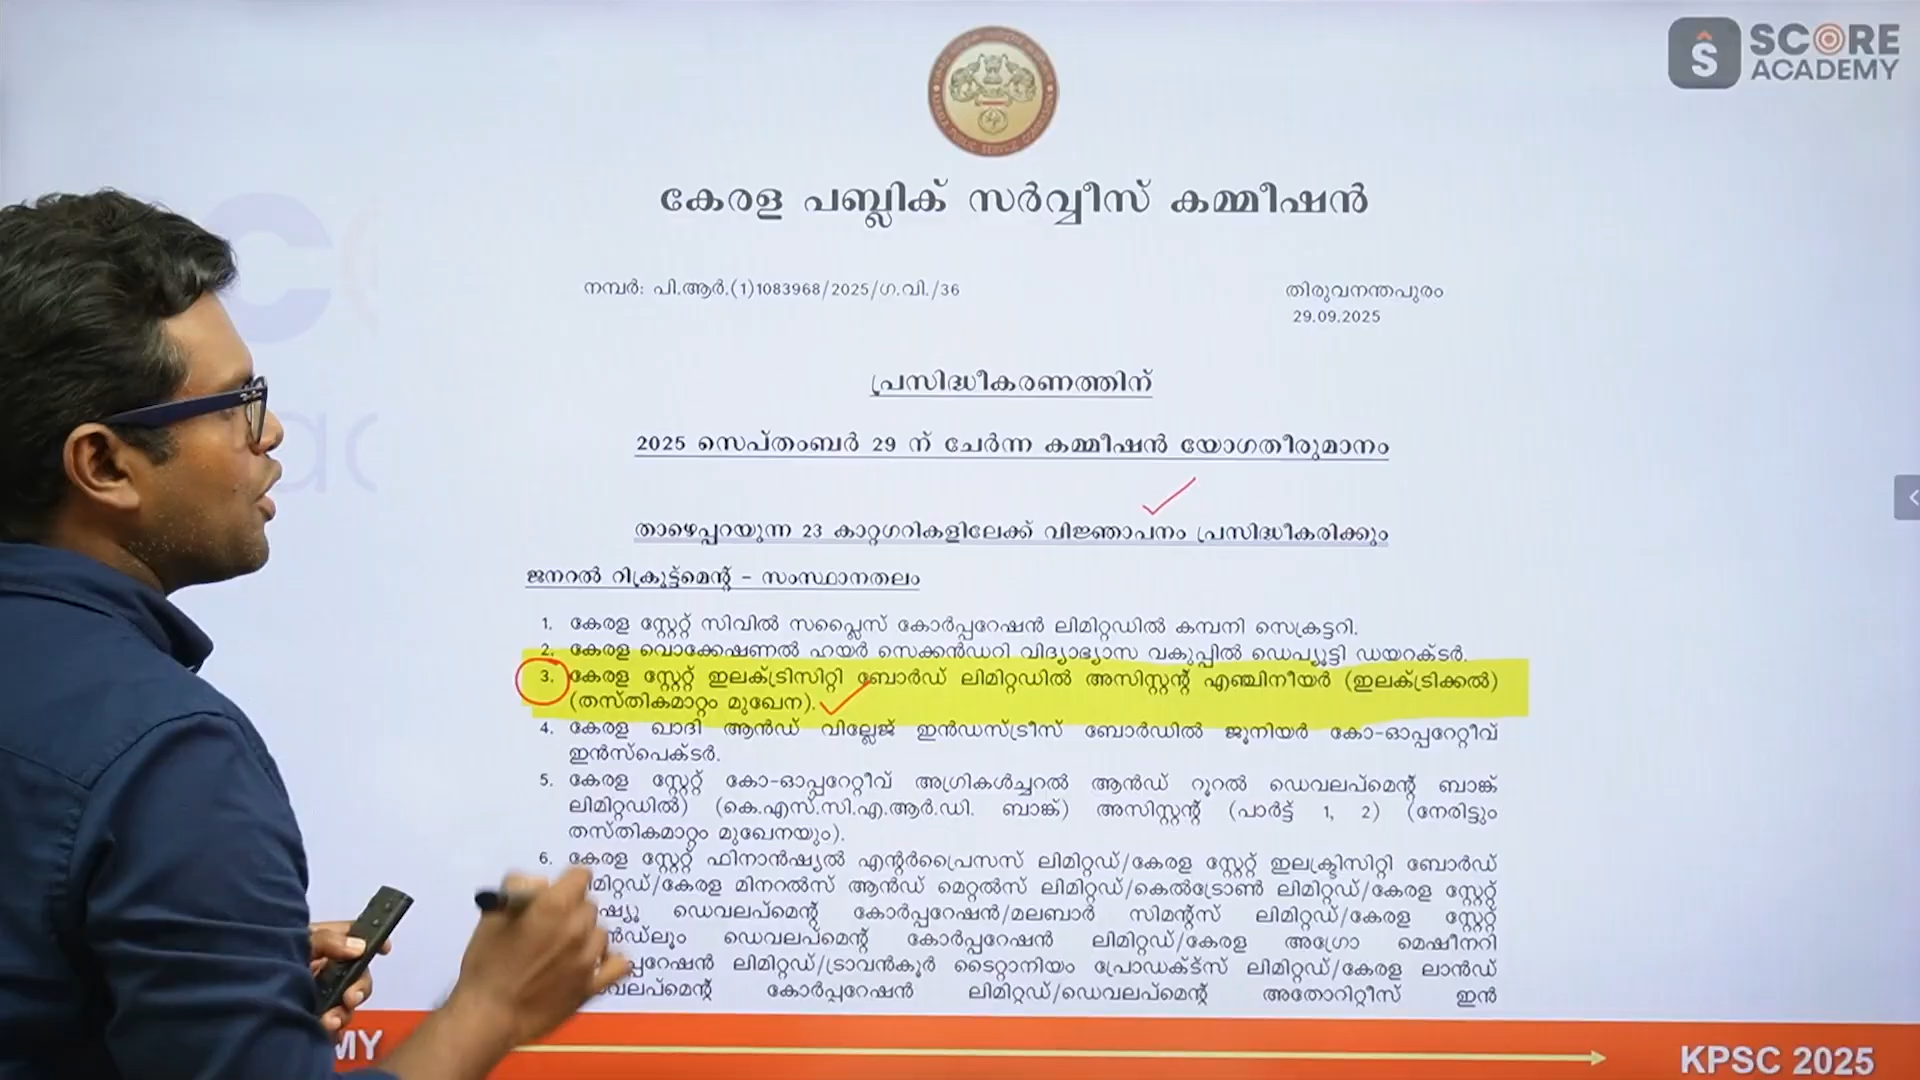 SCORE
ACADEMY
കേരള പബ്ലിക് സർവ്വീസ് കമ്മീഷൻ
നമ്പർ: പി.ആർ.(1)1083968/2025/ഗ.വി./36
തിരുവനന്തപുരം
29.09.2025
പ്രസിദ്ധീകരണത്തിന്
2025 സെപ്തംബർ 29 ന് ചേർന്ന കമ്മീഷൻ യോഗതീരുമാനം
താഴെപ്പറയുന്ന 23 കാറ്റഗറികളിലേക്ക് വിജ്ഞാപനം പ്രസിദ്ധീകരിക്കും
ജനറൽ റിക്രൂട്ട്മെന്റ് - സംസ്ഥാനതലം
1. കേരള സ്റ്റേറ്റ് സിവിൽ സപ്ലൈസ് കോർപ്പറേഷൻ ലിമിറ്റഡിൽ കമ്പനി സെക്രട്ടറി.
2. കേരള വൊക്കേഷണൽ ഹയർ സെക്കൻഡറി വിദ്യാഭ്യാസ വകുപ്പിൽ ഡെപ്യൂട്ടി ഡയറക്ടർ.
3. കേരള സ്റ്റേറ്റ് ഇലക്ട്രിസിറ്റി ബോർഡ് ലിമിറ്റഡിൽ അസിസ്റ്റന്റ് എഞ്ചിനീയർ (ഇലക്ട്രിക്കൽ)
(തസ്തികമാറ്റം മുഖേന).
4. കേരള ഖാദി ആൻഡ് വില്ലേജ് ഇൻഡസ്ട്രീസ് ബോർഡിൽ ജൂനിയർ കോ-ഓപ്പറേറ്റീവ്
ഇൻസ്പെക്ടർ.
5. കേരള സ്റ്റേറ്റ് കോ-ഓപ്പറേറ്റീവ് അഗ്രികൾച്ചറൽ ആൻഡ് റൂറൽ ഡെവലപ്മെന്റ് ബാങ്ക്
ലിമിറ്റഡിൽ) (കെ.എസ്.സി.എ.ആർ.ഡി. ബാങ്ക്) അസിസ്റ്റന്റ് (പാർട്ട് 1, 2) (നേരിട്ടും
തസ്തികമാറ്റം മുഖേനയും).
6. കേരള സ്റ്റേറ്റ് ഫിനാൻഷ്യൽ എന്റർപ്രൈസസ് ലിമിറ്റഡ്/കേരള സ്റ്റേറ്റ് ഇലക്ട്രിസിറ്റി ബോർഡ്
ലിമിറ്റഡ്/കേരള മിനറൽസ് ആൻഡ് മെറ്റൽസ് ലിമിറ്റഡ്/കെൽട്രോൺ ലിമിറ്റഡ്/കേരള സ്റ്റേറ്റ്
ഡെവലപ്മെന്റ് കോർപ്പറേഷൻ/മലബാർ സിമന്റ്സ് ലിമിറ്റഡ്/കേരള സ്റ്റേറ്റ്
ഡെവലപ്മെന്റ് കോർപ്പറേഷൻ ലിമിറ്റഡ്/കേരള അഗ്രോ മെഷീനറി
ലിമിറ്റഡ്/ട്രാവൻകൂർ ടൈറ്റാനിയം പ്രോഡക്ട്സ് ലിമിറ്റഡ്/കേരള ലാൻഡ്
കോർപ്പറേഷൻ ലിമിറ്റഡ്/ഡെവലപ്മെന്റ് അതോറിറ്റീസ് ഇൻ
KPSC 2025